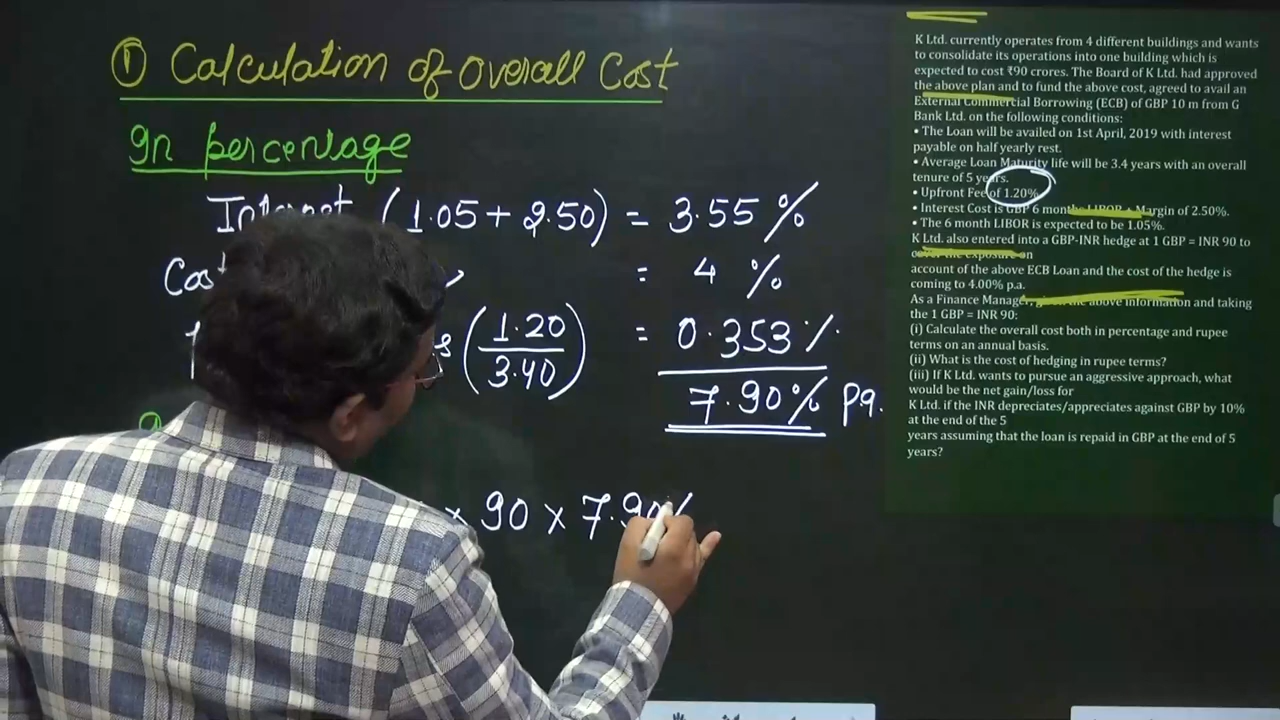 ① Calculation of Overall Cost
In percentage
Interest (1.05 + 2.50) = 3.55%
Cost = 4 %
(1.20 / 3.40) = 0.353%
7.90% pa.
× 90 × 7.90%
K Ltd. currently operates from 4 different buildings and wants
to consolidate its operations into one building which is
expected to cost ₹90 crores. The Board of K Ltd. had approved
the above plan and to fund the above cost, agreed to avail an
External Commercial Borrowing (ECB) of GBP 10 m from G
Bank Ltd. on the following conditions:
• The Loan will be availed on 1st April, 2019 with interest
payable on half yearly rest.
• Average Loan Maturity life will be 3.4 years with an overall
tenure of 5 years.
• Upfront Fee of 1.20%
• Interest Cost is GBP 6 months LIBOR + Margin of 2.50%.
• The 6 month LIBOR is expected to be 1.05%.
K Ltd. also entered into a GBP-INR hedge at 1 GBP = INR 90 to
cover the exposure on
account of the above ECB Loan and the cost of the hedge is
coming to 4.00% p.a.
As a Finance Manager, given the above information and taking
the 1 GBP = INR 90:
(i) Calculate the overall cost both in percentage and rupee
terms on an annual basis.
(ii) What is the cost of hedging in rupee terms?
(iii) If K Ltd. wants to pursue an aggressive approach, what
would be the net gain/loss for
K Ltd. if the INR depreciates/appreciates against GBP by 10%
at the end of the 5
years assuming that the loan is repaid in GBP at the end of 5
years?